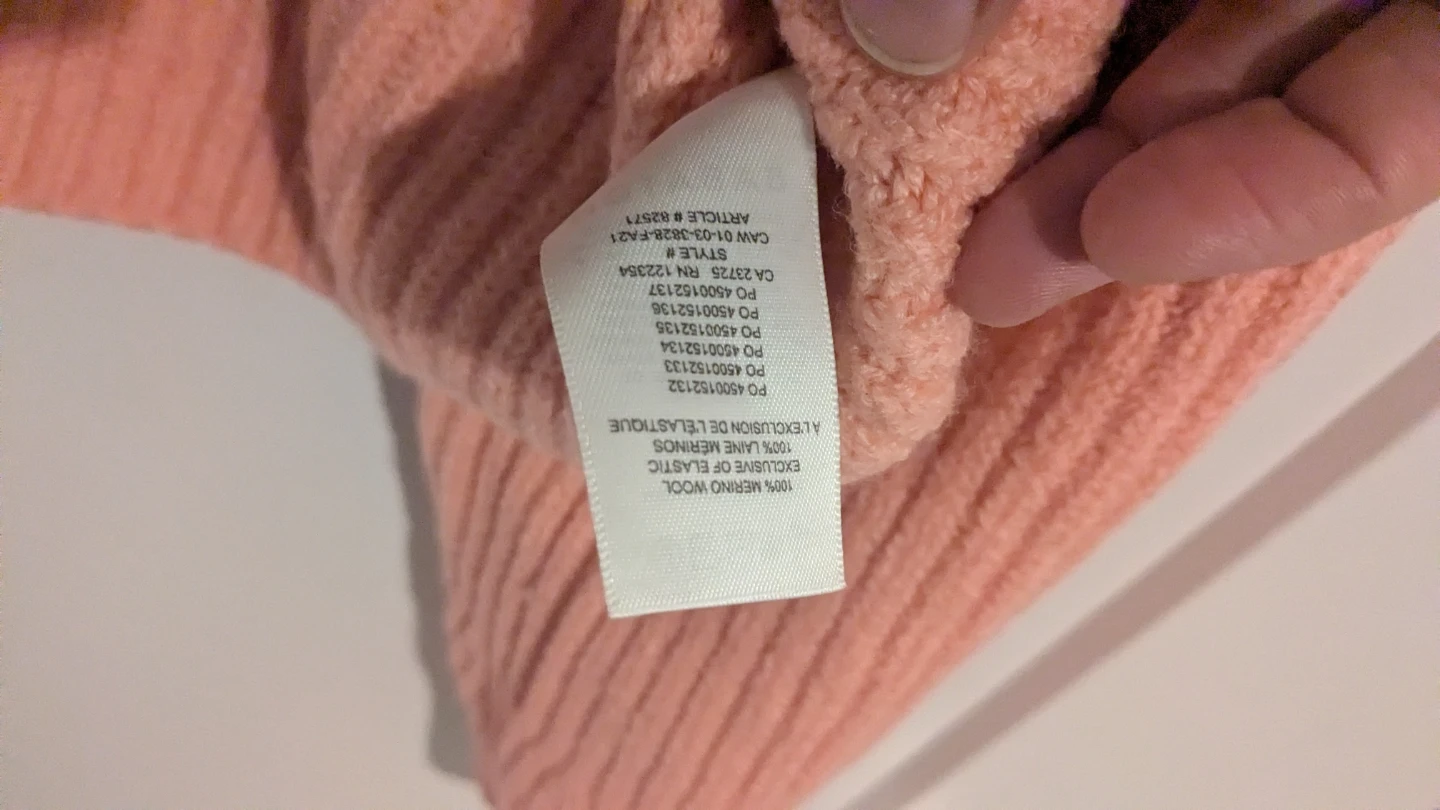 100% MERINO WOOL
EXCLUSIVE OF ELASTIC
100% LAINE MÉRINOS
A L'EXCLUSION DE L'ÉLASTIQUE
PO 4500152132
PO 4500152133
PO 4500152134
PO 4500152135
PO 4500152136
PO 4500152137
CA 23725 RN 122354
STYLE #
CAW 01-03-3828-FA21
ARTICLE # 82571